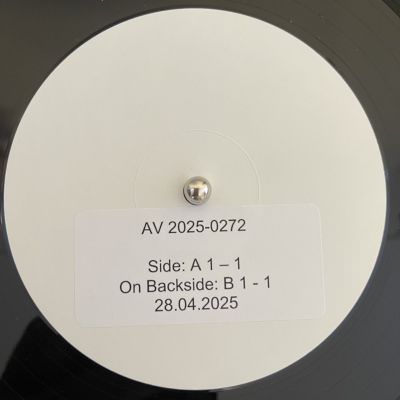 AV 2025-0272
Side: A 1 – 1
On Backside: B 1 - 1
28.04.2025